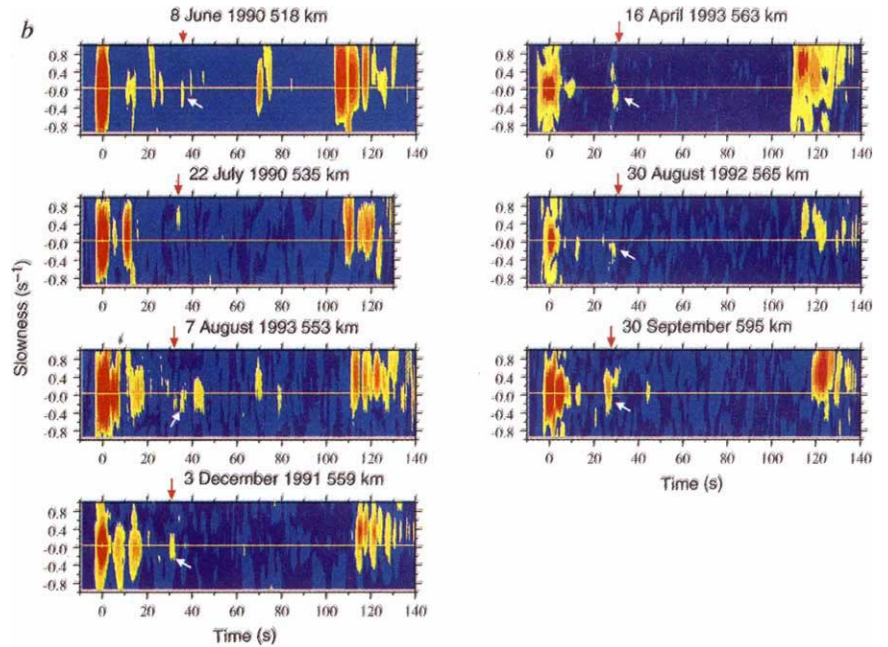 b
8 June 1990 518 km
0.8
0.4
-0.0
-0.4
-0.8
0 20 40 60 80 100 120 140
22 July 1990 535 km
0.8
0.4
-0.0
-0.4
-0.8
0 20 40 60 80 100 120 140
7 August 1993 553 km
0.8
0.4
-0.0
-0.4
-0.8
0 20 40 60 80 100 120 140
3 December 1991 559 km
0.8
0.4
-0.0
-0.4
-0.8
0 20 40 60 80 100 120 140
Time (s)
Slowness (s⁻¹)
16 April 1993 563 km
0.8
0.4
-0.0
-0.4
-0.8
0 20 40 60 80 100 120 140
30 August 1992 565 km
0.8
0.4
-0.0
-0.4
-0.8
0 20 40 60 80 100 120 140
30 September 595 km
0.8
0.4
-0.0
-0.4
-0.8
0 20 40 60 80 100 120 140
Time (s)